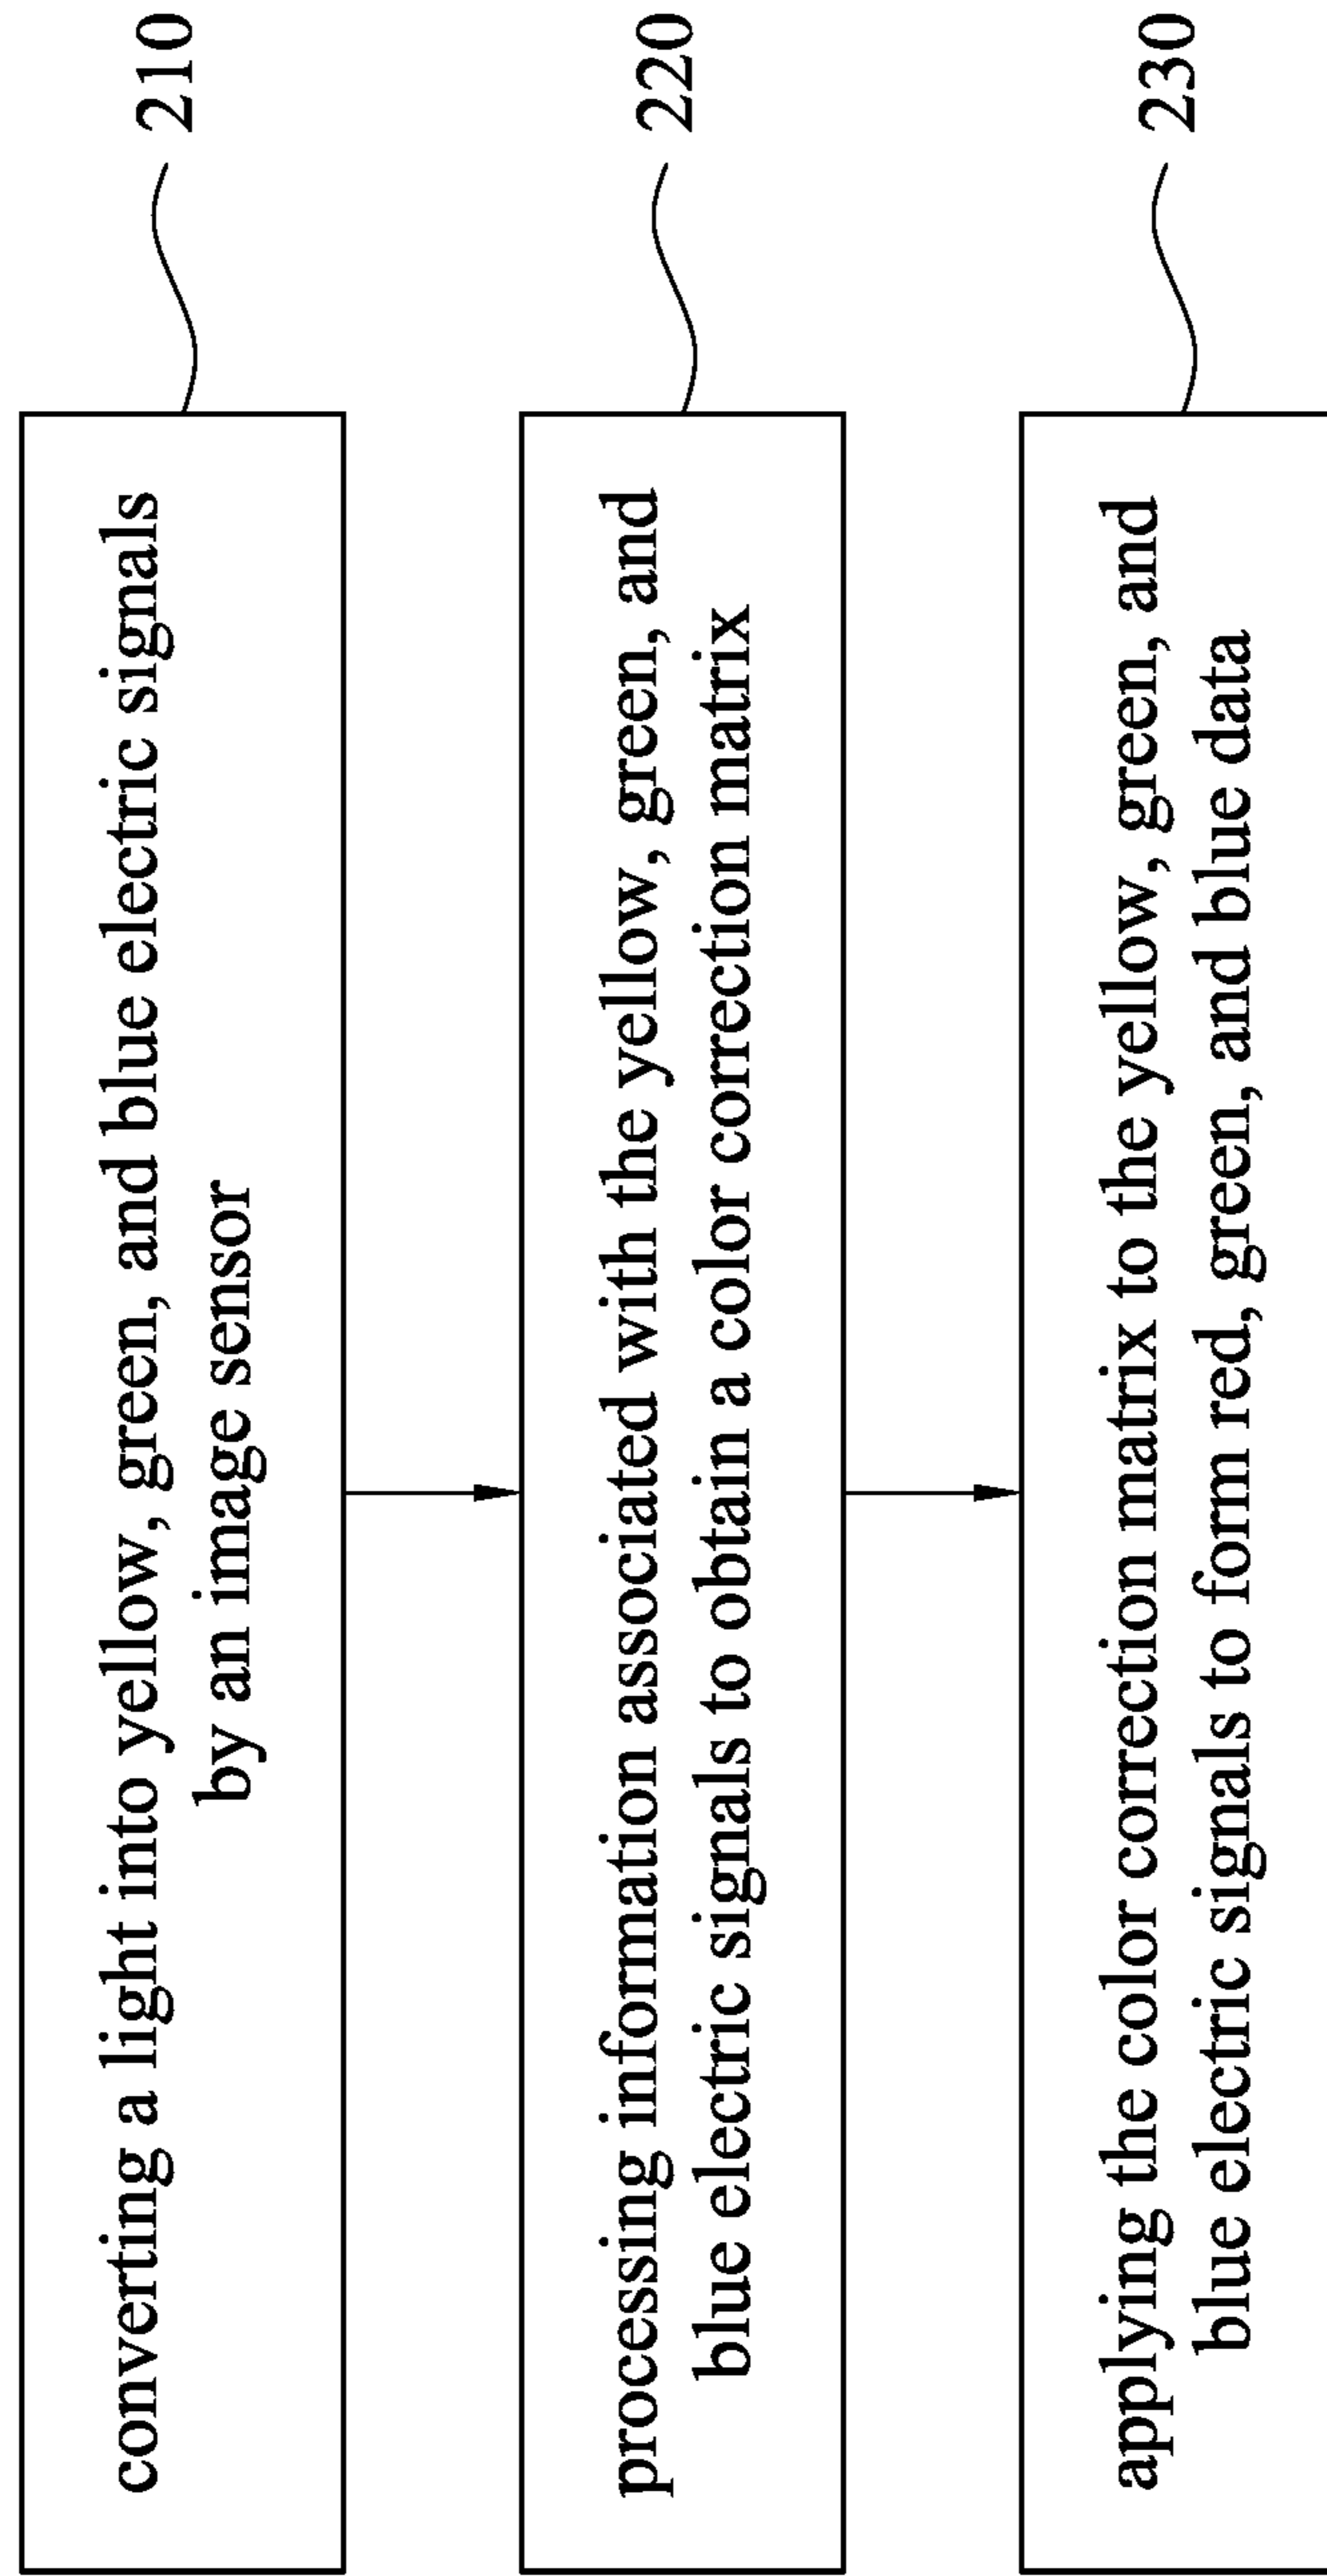 converting a light into yellow, green, and blue electric signals
by an image sensor
210
processing information associated with the yellow, green, and
blue electric signals to obtain a color correction matrix
220
applying the color correction matrix to the yellow, green, and
blue electric signals to form red, green, and blue data
230